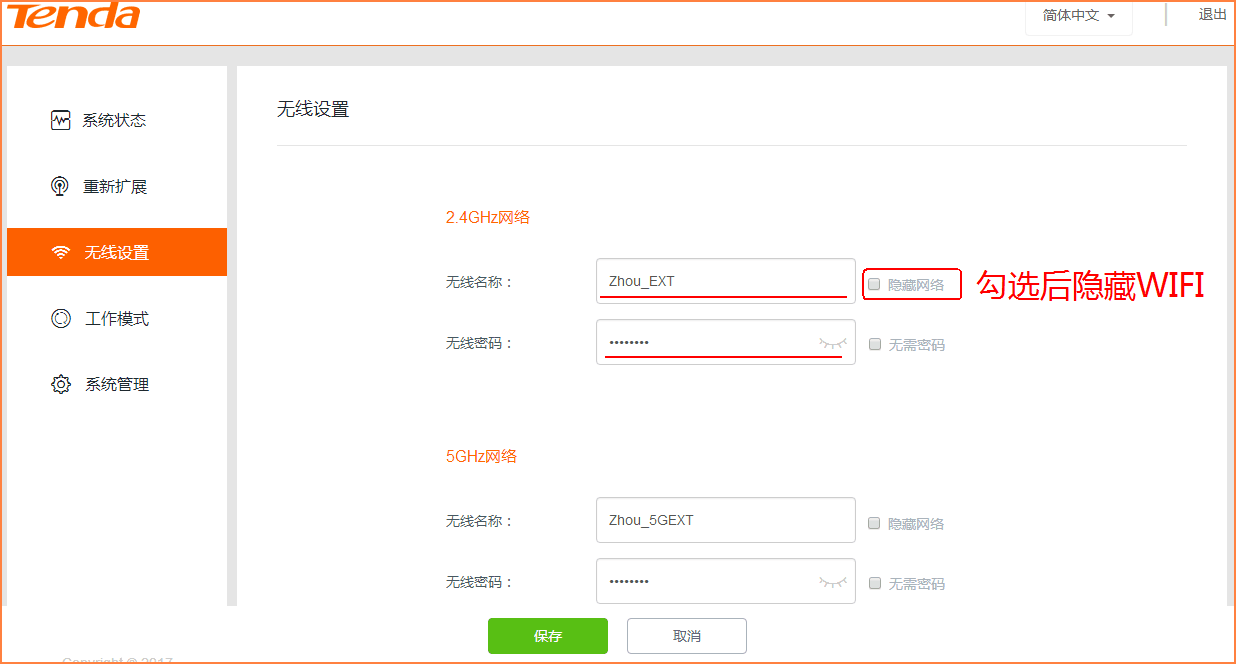 Tenda
简体中文
退出
系统状态
重新扩展
无线设置
工作模式
系统管理
无线设置
2.4GHz网络
无线名称：
Zhou_EXT
隐藏网络
勾选后隐藏WIFI
无线密码：
••••••••
无需密码
5GHz网络
无线名称：
Zhou_5GEXT
隐藏网络
无线密码：
••••••••
无需密码
保存
取消
Copyright © 2017